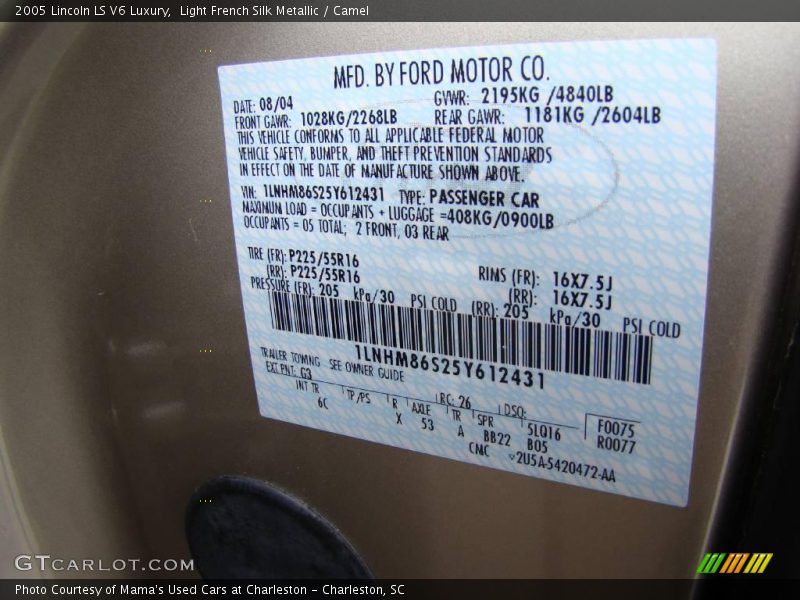 2005 Lincoln LS V6 Luxury,  Light French Silk Metallic / Camel
MFD. BY FORD MOTOR CO.
DATE: 08/04 GVWR: 2195KG /4840LB
FRONT GAWR: 1028KG/2268LB REAR GAWR: 1181KG /2604LB
THIS VEHICLE CONFORMS TO ALL APPLICABLE FEDERAL MOTOR
VEHICLE SAFETY, BUMPER, AND THEFT PREVENTION STANDARDS
IN EFFECT ON THE DATE OF MANUFACTURE SHOWN ABOVE.
VIN: 1LNHM86S25Y612431 TYPE: PASSENGER CAR
MAXIMUM LOAD = OCCUPANTS + LUGGAGE =408KG/0900LB
OCCUPANTS = 05 TOTAL; 2 FRONT, 03 REAR
TIRE (FR): P225/55R16 RIMS (FR): 16X7.5J
(RR): P225/55R16 (RR): 16X7.5J
PRESSURE (FR): 205 kPa/30 PSI COLD (RR): 205 kPa/30 PSI COLD
1LNHM86S25Y612431
TRAILER TOWING SEE OWNER GUIDE
EXT PNT: G3 RC: 26 DSO:
INT TR TP/PS R AXLE TR SPR 5LQ16 F0075
6C X 53 A BB22 B05 R0077
CMC 2U5A-5420472-AA
GTCARLOT.COM
Photo Courtesy of Mama's Used Cars at Charleston - Charleston, SC